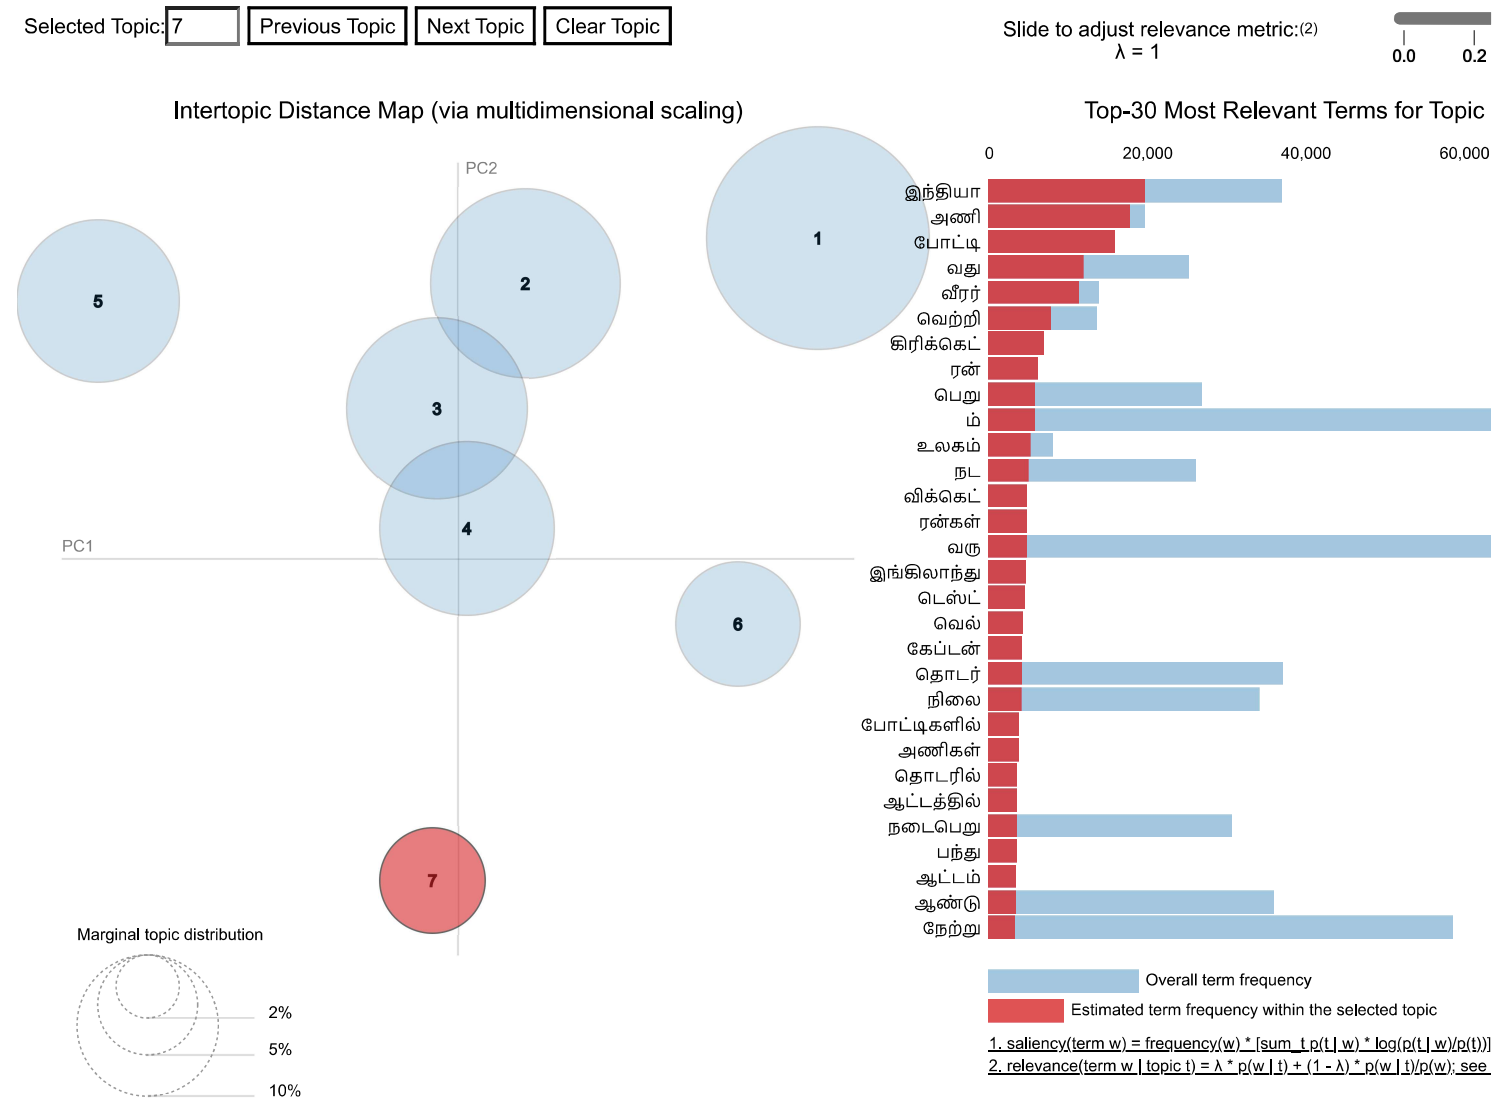 Selected Topic: 7 Previous Topic Next Topic Clear Topic
Slide to adjust relevance metric:(2)
λ = 1
0.0 0.2
Intertopic Distance Map (via multidimensional scaling)
PC2
PC1
1
2
3
4
5
6
7
Marginal topic distribution
2%
5%
10%
Top-30 Most Relevant Terms for Topic
0 20,000 40,000 60,000
இந்தியா
அணி
போட்டி
வது
வீரர்
வெற்றி
கிரிக்கெட்
ரன்
பெறு
ம்
உலகம்
நட
விக்கெட்
ரன்கள்
வரு
இங்கிலாந்து
டெஸ்ட்
வெல்
கேப்டன்
தொடர்
நிலை
போட்டிகளில்
அணிகள்
தொடரில்
ஆட்டத்தில்
நடைபெறு
பந்து
ஆட்டம்
ஆண்டு
நேற்று
Overall term frequency
Estimated term frequency within the selected topic
1. saliency(term w) = frequency(w) * [sum_t p(t | w) * log(p(t | w)/p(t))]
2. relevance(term w | topic t) = λ * p(w | t) + (1 - λ) * p(w | t)/p(w); see